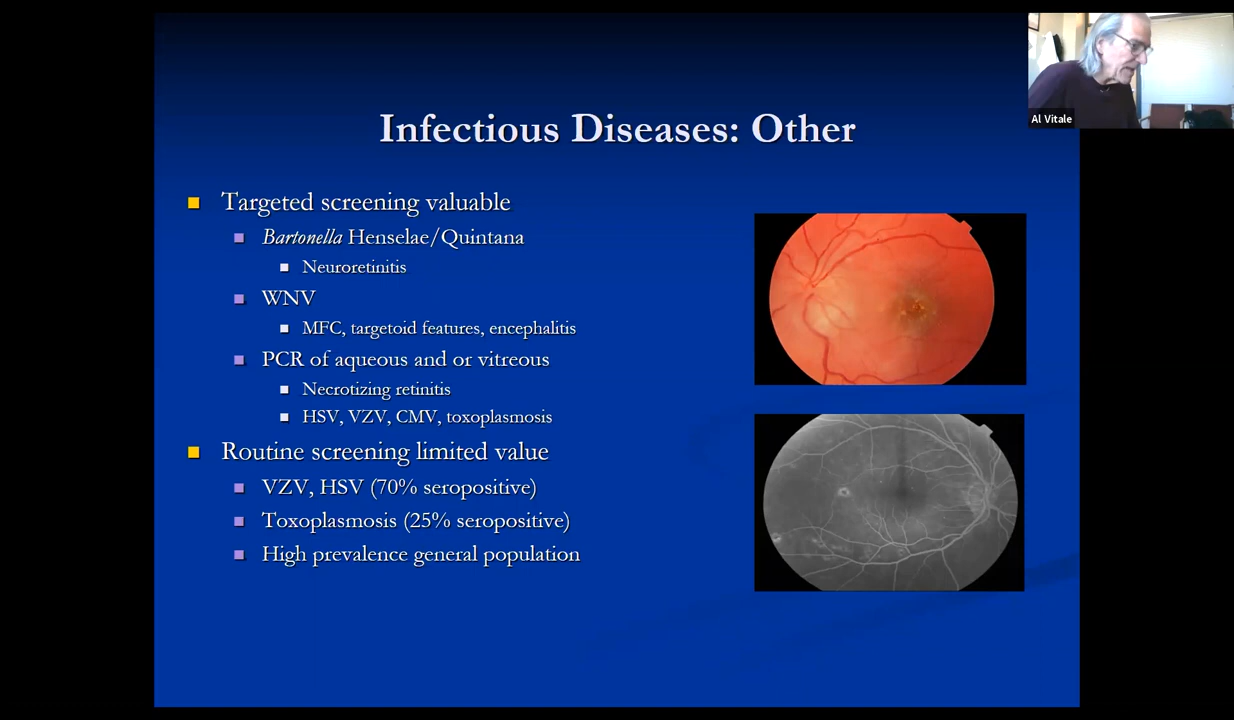 Infectious Diseases: Other
Al Vitale
Targeted screening valuable
Bartonella Henselae/Quintana
Neuroretinitis
WNV
MFC, targetoid features, encephalitis
PCR of aqueous and or vitreous
Necrotizing retinitis
HSV, VZV, CMV, toxoplasmosis
Routine screening limited value
VZV, HSV (70% seropositive)
Toxoplasmosis (25% seropositive)
High prevalence general population